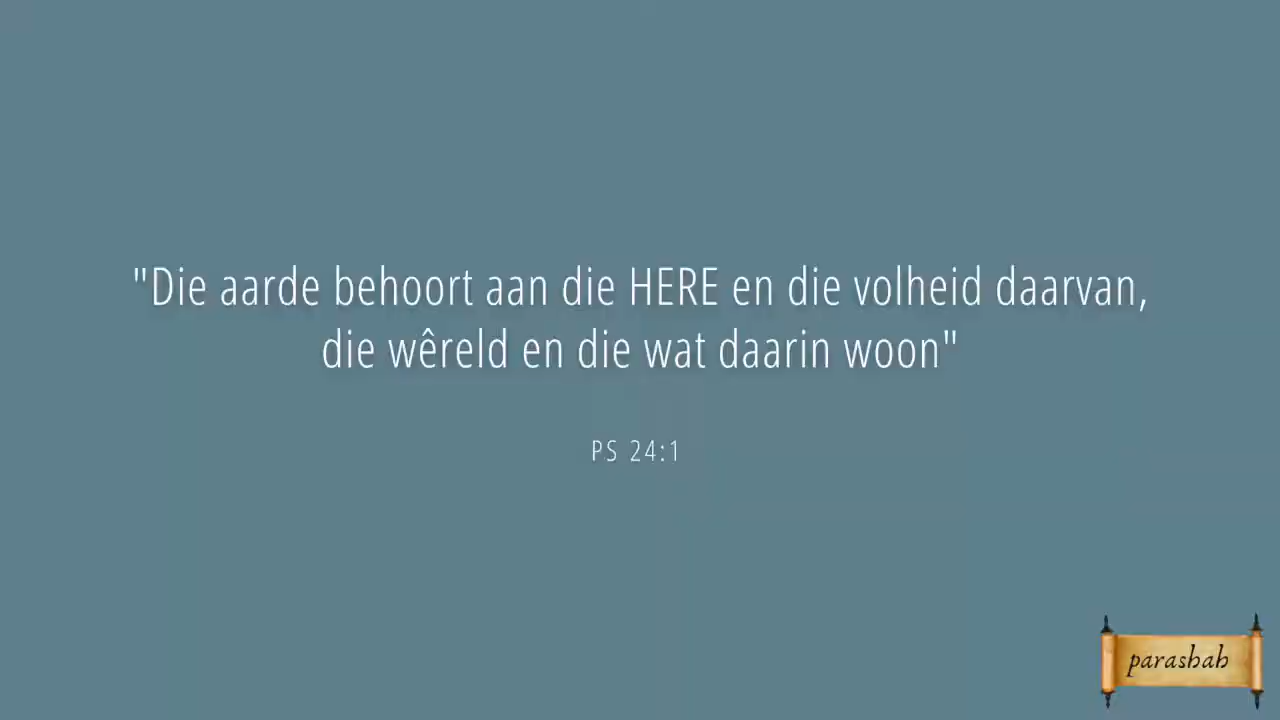 "Die aarde behoort aan die HERE en die volheid daarvan,
die wêreld en die wat daarin woon"
PS 24:1
parashah